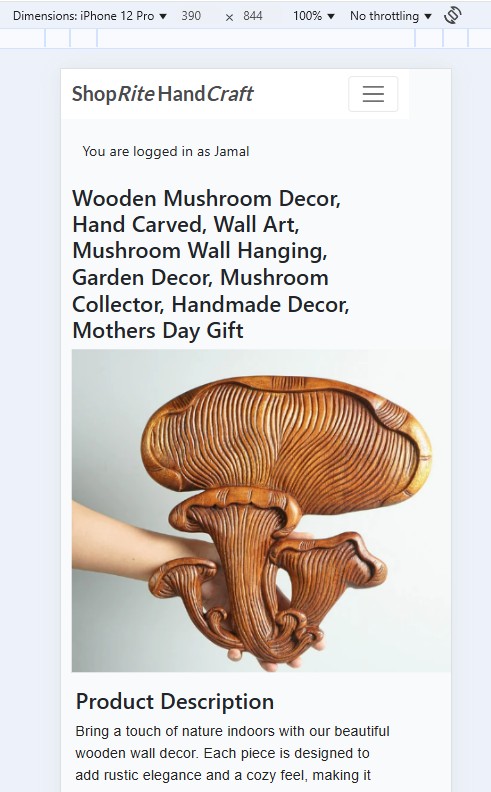 Dimensions: iPhone 12 Pro ▼ 390 × 844 100% ▼ No throttling ▼
ShopRite HandCraft
You are logged in as Jamal
Wooden Mushroom Decor,
Hand Carved, Wall Art,
Mushroom Wall Hanging,
Garden Decor, Mushroom
Collector, Handmade Decor,
Mothers Day Gift
Product Description
Bring a touch of nature indoors with our beautiful
wooden wall decor. Each piece is designed to
add rustic elegance and a cozy feel, making it